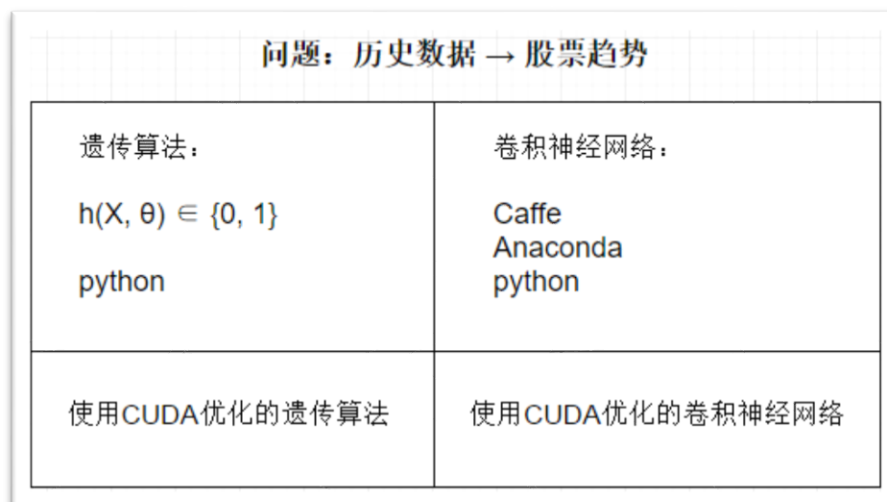 问题：历史数据 → 股票趋势
遗传算法：
h(X, θ) ∈ {0, 1}
python
卷积神经网络：
Caffe
Anaconda
python
使用CUDA优化的遗传算法
使用CUDA优化的卷积神经网络